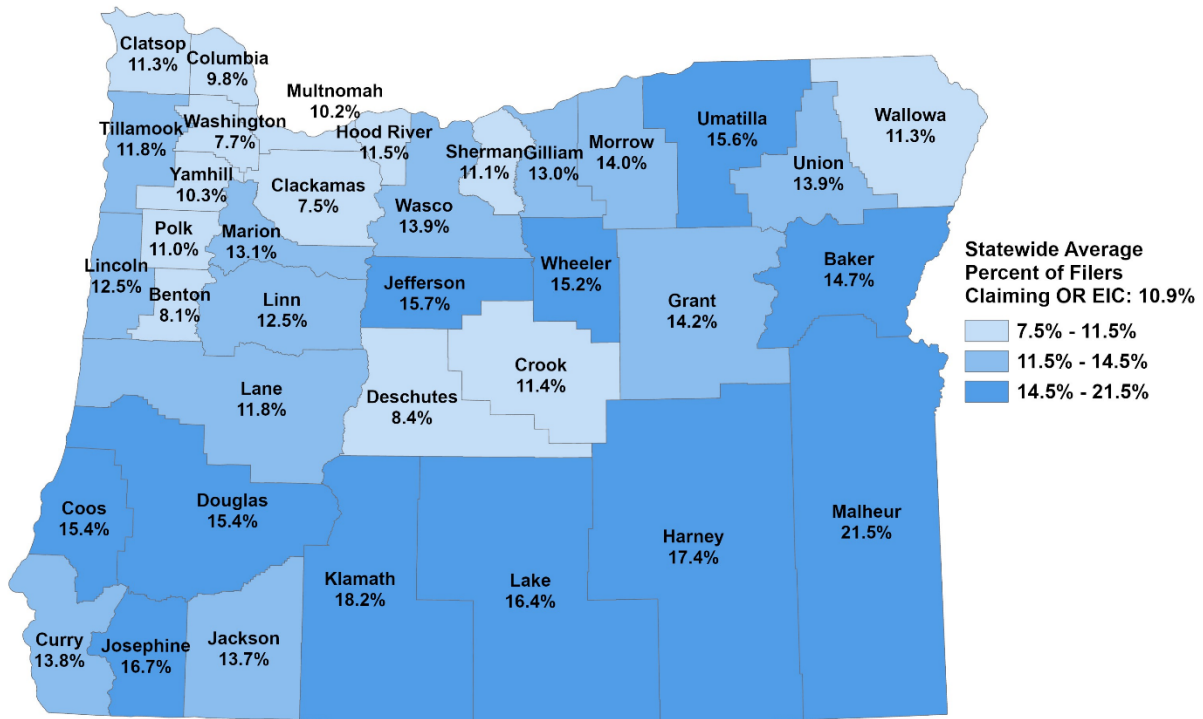 Clatsop
11.3%
Columbia
9.8%
Multnomah
10.2%
Tillamook
11.8%
Washington
7.7%
Hood River
11.5%
Sherman
11.1%
Gilliam
13.0%
Morrow
14.0%
Umatilla
15.6%
Union
13.9%
Wallowa
11.3%
Yamhill
10.3%
Clackamas
7.5%
Wasco
13.9%
Polk
11.0%
Marion
13.1%
Lincoln
12.5%
Benton
8.1%
Linn
12.5%
Jefferson
15.7%
Wheeler
15.2%
Grant
14.2%
Baker
14.7%
Statewide Average
Percent of Filers
Claiming OR EIC: 10.9%
7.5% - 11.5%
11.5% - 14.5%
14.5% - 21.5%
Lane
11.8%
Deschutes
8.4%
Crook
11.4%
Coos
15.4%
Douglas
15.4%
Klamath
18.2%
Lake
16.4%
Harney
17.4%
Malheur
21.5%
Curry
13.8%
Josephine
16.7%
Jackson
13.7%